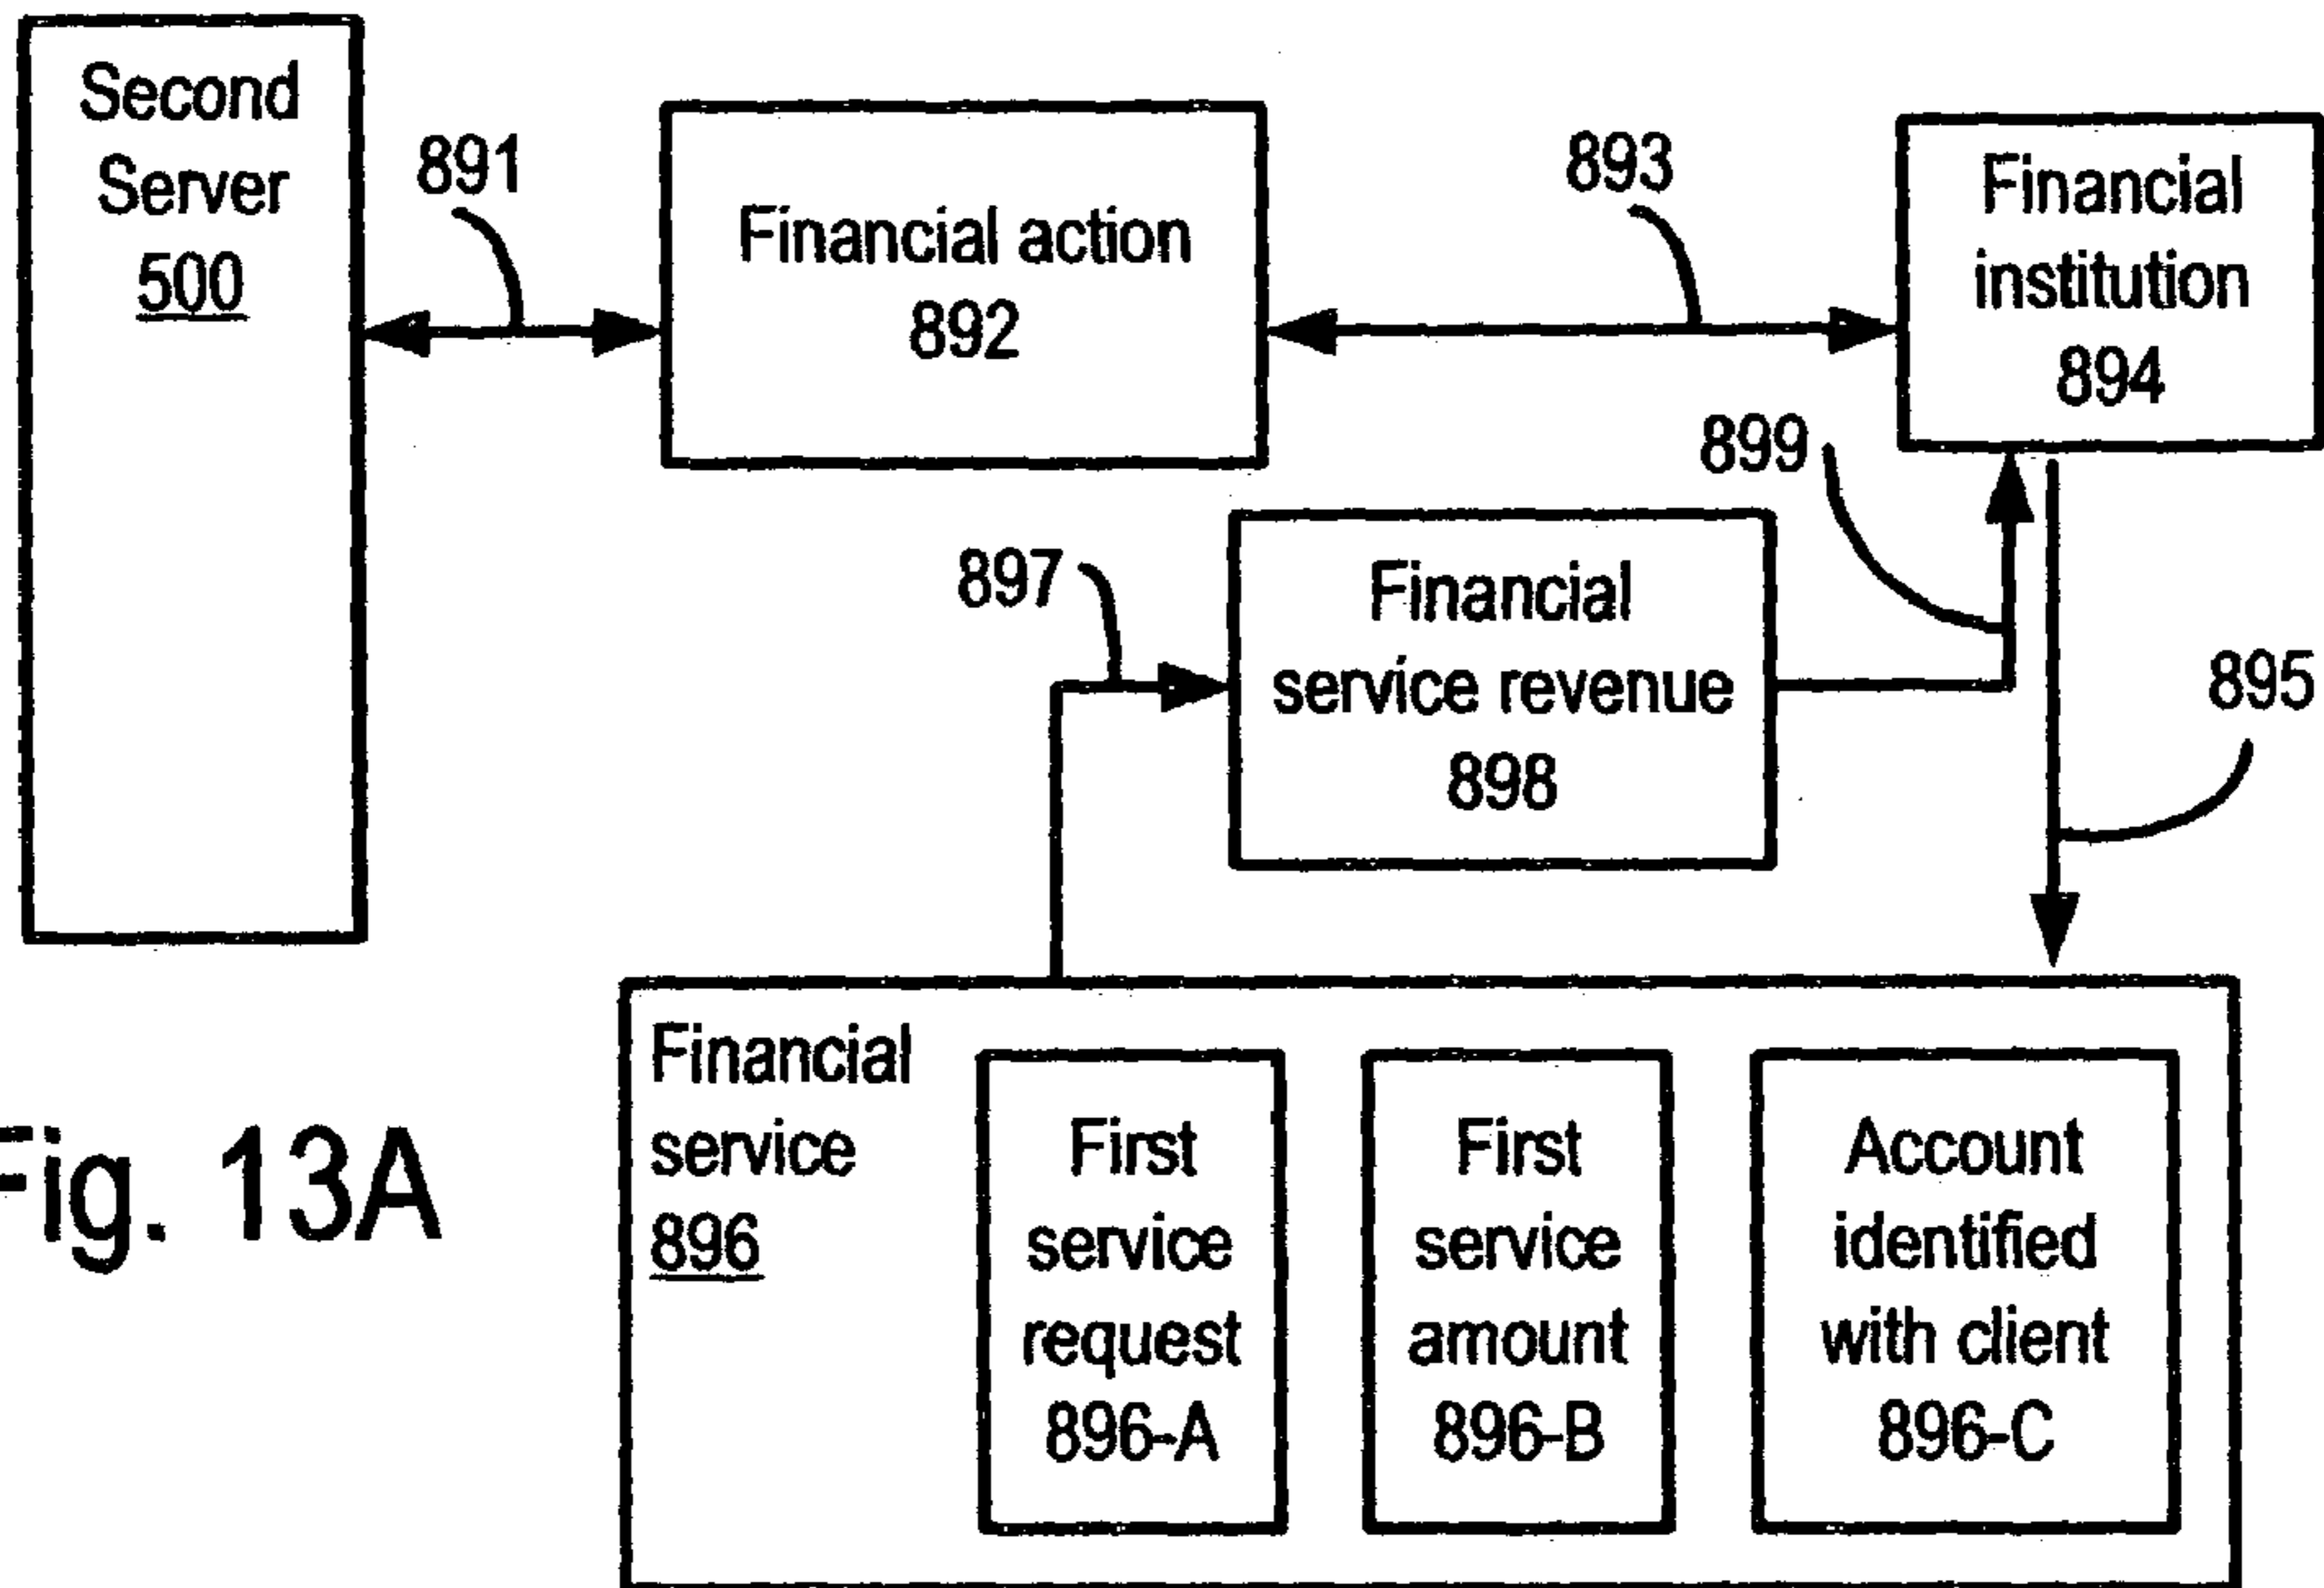 Second
Server
500
891
Financial action
892
893
Financial
institution
894
899
897
Financial
service revenue
898
895
Financial
service
896
First
service
request
896-A
First
service
amount
896-B
Account
identified
with client
896-C
Fig. 13A